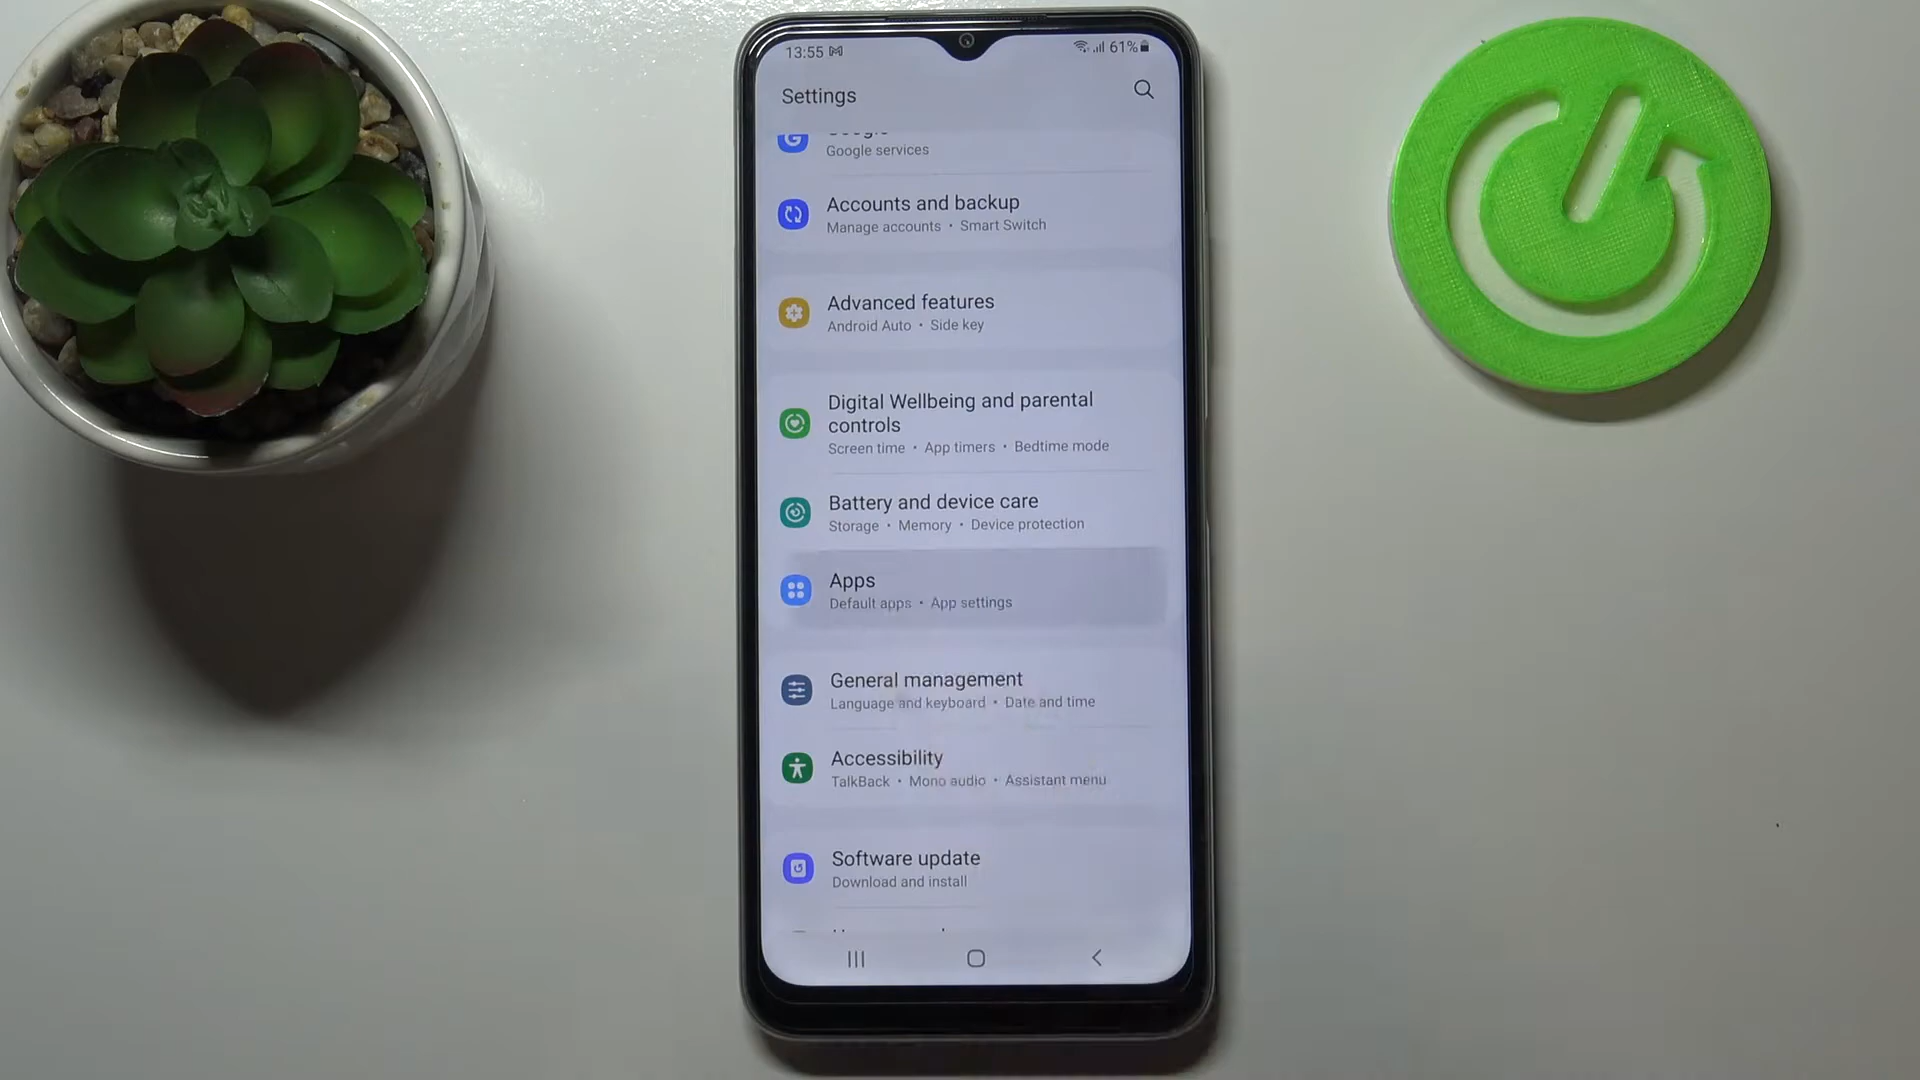 13:55
61%
Settings
Google
Google services
Accounts and backup
Manage accounts • Smart Switch
Advanced features
Android Auto • Side key
Digital Wellbeing and parental
controls
Screen time • App timers • Bedtime mode
Battery and device care
Storage • Memory • Device protection
Apps
Default apps • App settings
General management
Language and keyboard • Date and time
Accessibility
TalkBack • Mono audio • Assistant menu
Software update
Download and install